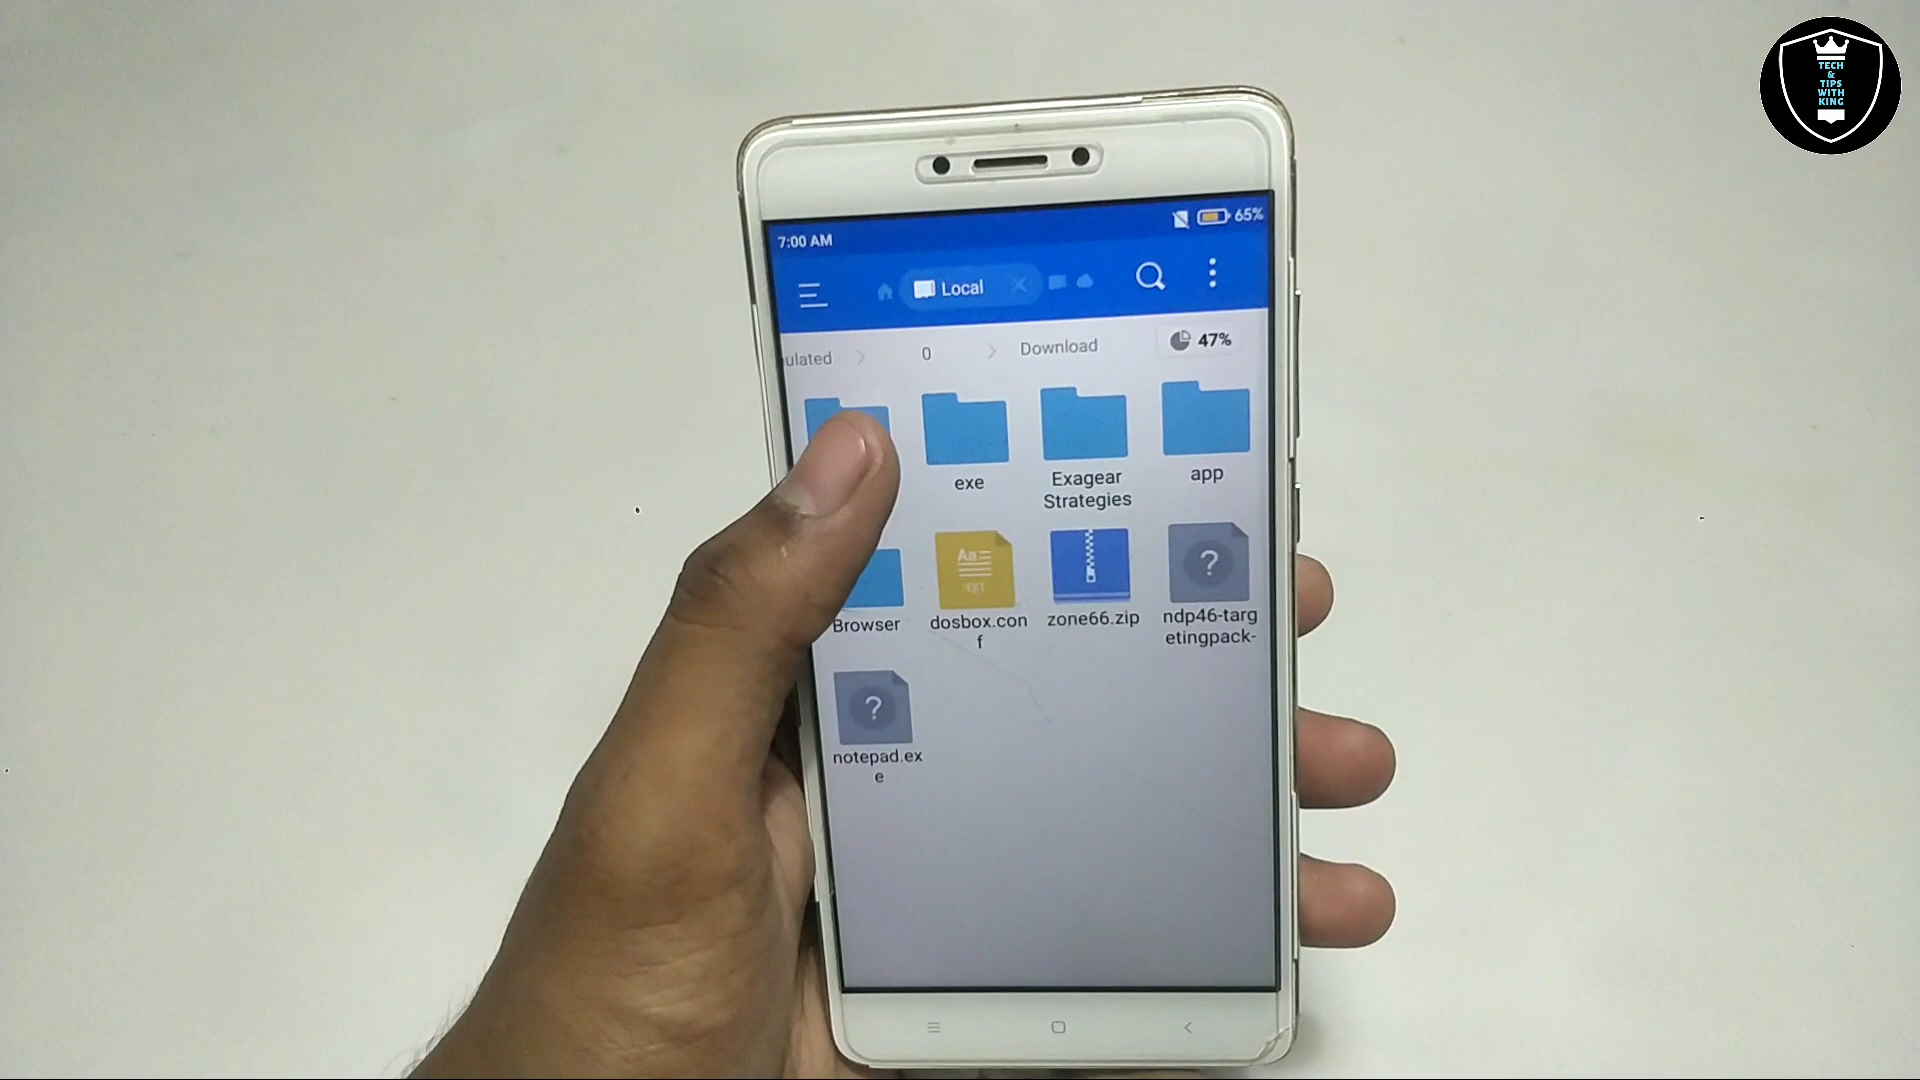 TECH
&
TIPS
WITH
KING
7:00 AM
65%
Local
ulated
0
Download
47%
exe
Exagear
Strategies
app
Browser
Aa
dosbox.con
f
zone66.zip
?
ndp46-targ
etingpack-
?
notepad.ex
e